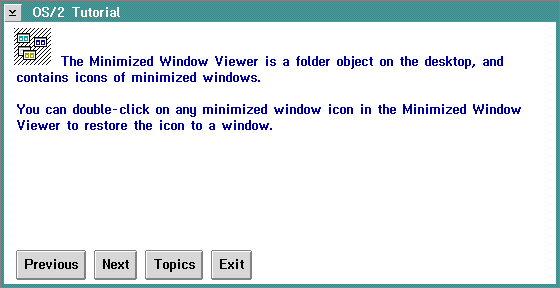 OS/2 Tutorial
The Minimized Window Viewer is a folder object on the desktop, and
contains icons of minimized windows.
You can double-click on any minimized window icon in the Minimized Window
Viewer to restore the icon to a window.
Previous Next Topics Exit